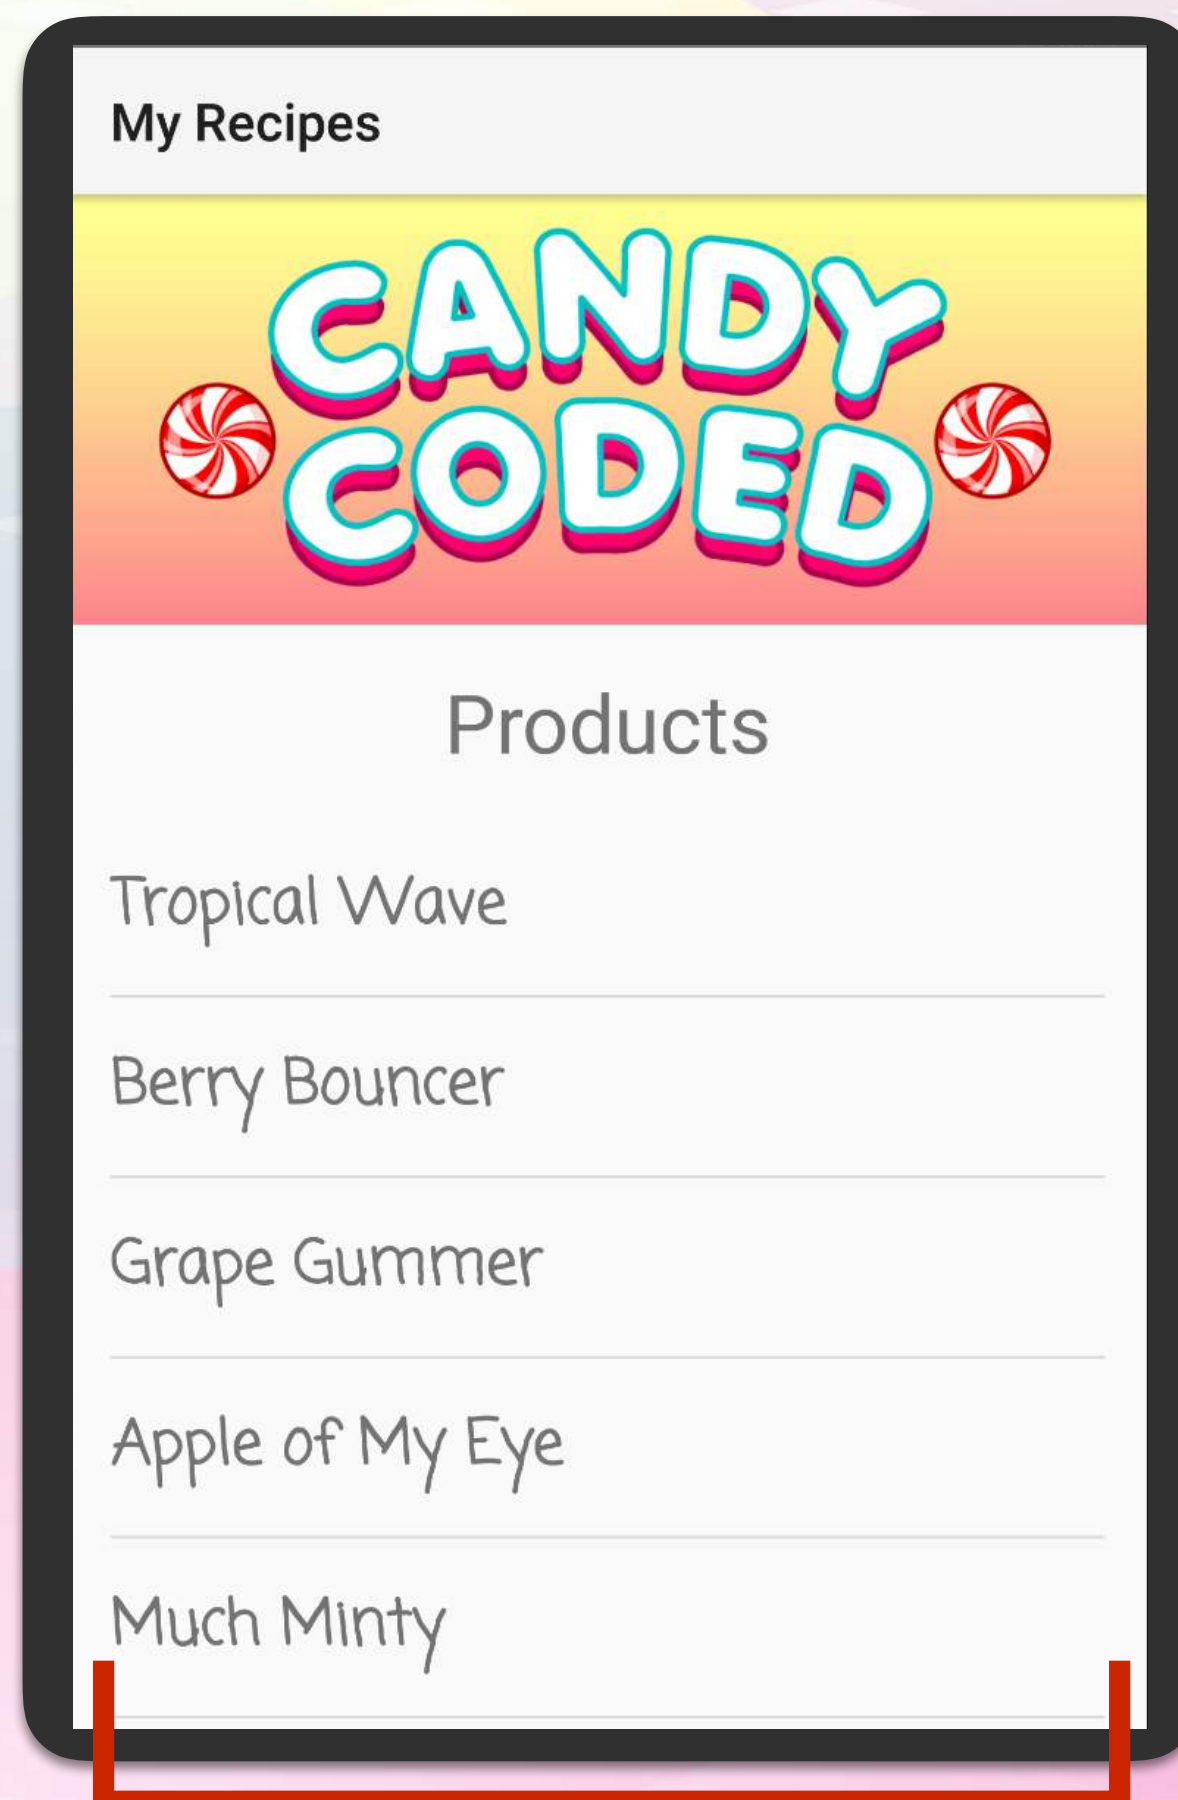 My Recipes
CANDY
CODED
Products
Tropical Wave
Berry Bouncer
Grape Gummer
Apple of My Eye
Much Minty